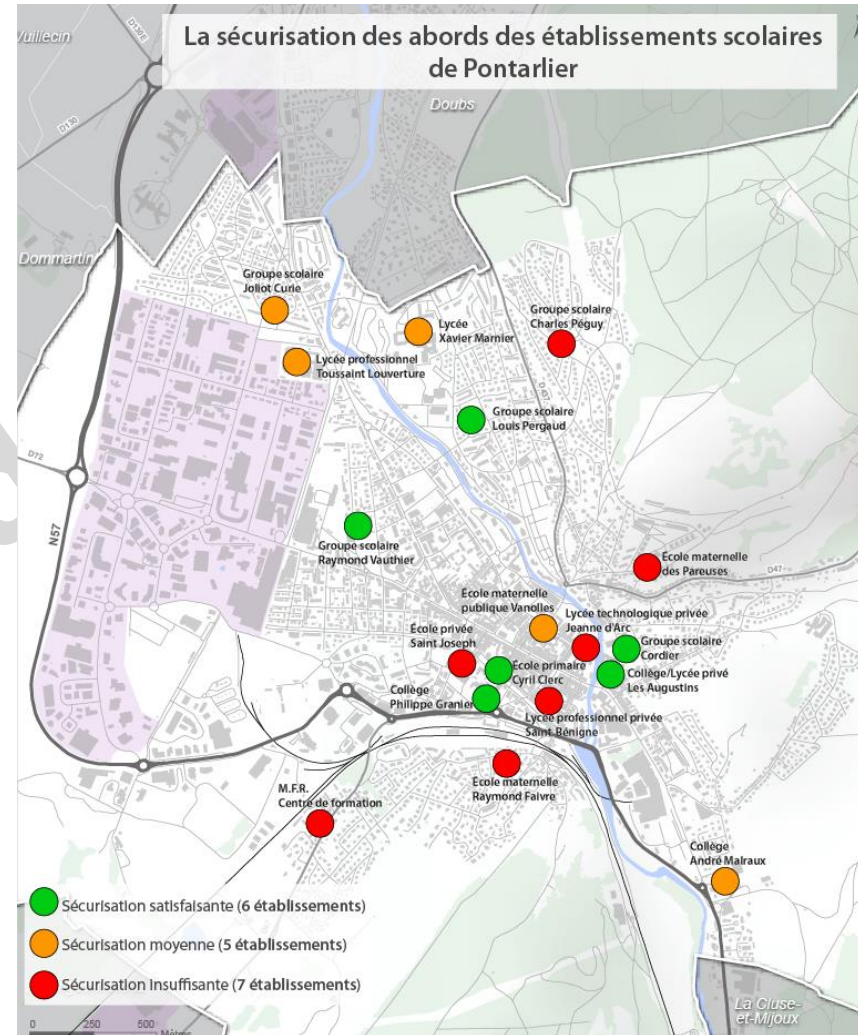 La sécurisation des abords des établissements scolaires
de Pontarlier
Vuillecin
D130E
D130
Doubs
Dommartin
Groupe scolaire
Joliot Curie
Lycée
Xavier Marnier
Groupe scolaire
Charles Péguy
Lycée professionnel
Toussaint Louverture
Groupe scolaire
Louis Pergaud
D72
N57
Groupe scolaire
Raymond Vauthier
École maternelle
des Pareuses
D47
École maternelle
publique Vanolles
Lycée technologique privée
Jeanne d'Arc
École privée
Saint Joseph
Groupe scolaire
Cordier
École primaire
Cyril Clerc
Collège/Lycée privé
Les Augustins
Collège
Philippe Granier
Lycée professionnel privée
Saint-Bénigne
École maternelle
Raymond Faivre
M.F.R.
Centre de formation
Collège
André Malraux
Sécurisation satisfaisante (6 établissements)
Sécurisation moyenne (5 établissements)
Sécurisation Insuffisante (7 établissements)
0 250 500
Mètres
La Cluse-
et-Mijoux